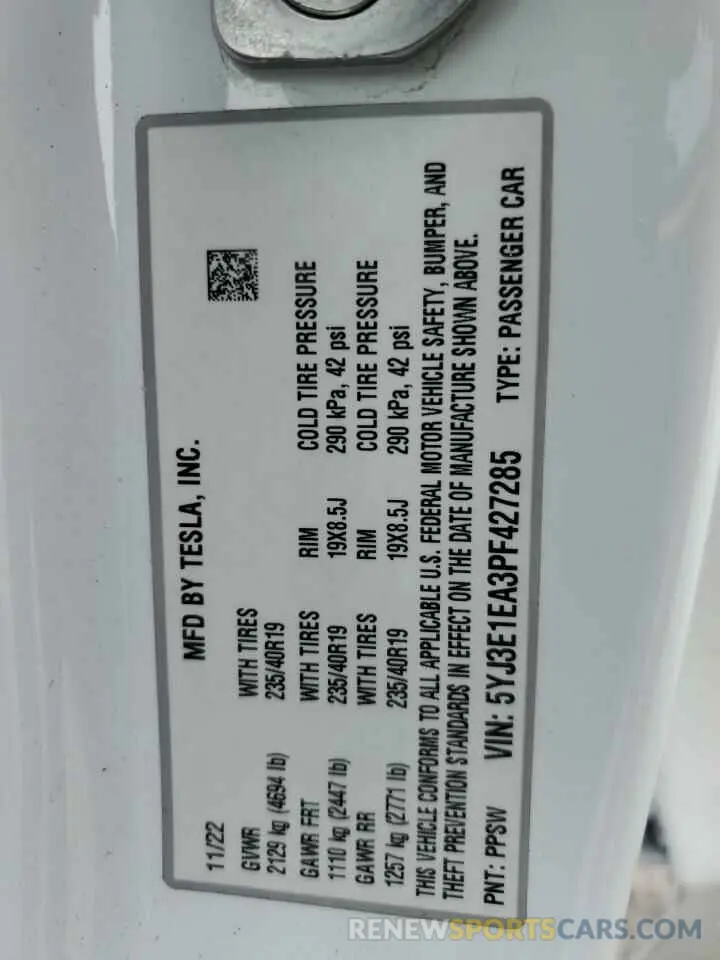 MFD BY TESLA, INC.
11/22
GVWR WITH TIRES
2129 kg (4694 lb) 235/40R19
GAWR FRT WITH TIRES RIM COLD TIRE PRESSURE
1110 kg (2447 lb) 235/40R19 19X8.5J 290 kPa, 42 psi
GAWR RR WITH TIRES RIM COLD TIRE PRESSURE
1257 kg (2771 lb) 235/40R19 19X8.5J 290 kPa, 42 psi
THIS VEHICLE CONFORMS TO ALL APPLICABLE U.S. FEDERAL MOTOR VEHICLE SAFETY, BUMPER, AND
THEFT PREVENTION STANDARDS IN EFFECT ON THE DATE OF MANUFACTURE SHOWN ABOVE.
PNT: PPSW VIN: 5YJ3E1EA3PF427285 TYPE: PASSENGER CAR
RENEWSPORTSCARS.COM